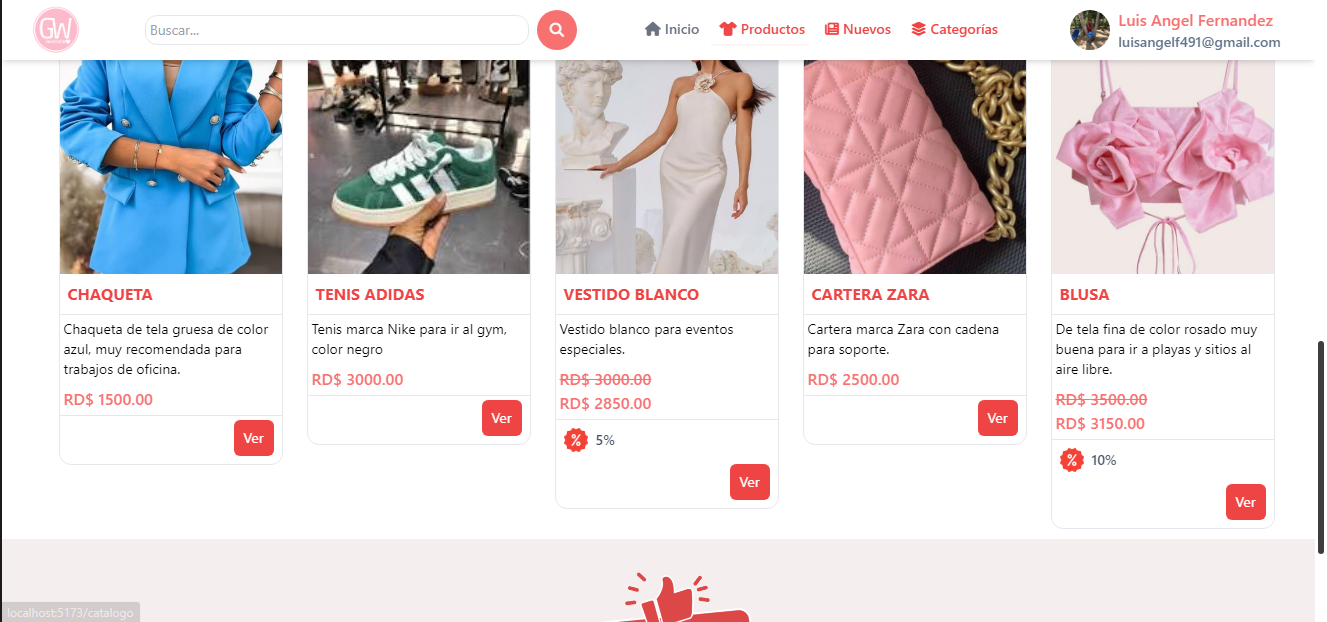 GW
Buscar...
Inicio
Productos
Nuevos
Categorías
Luis Angel Fernandez
luisangelf491@gmail.com
CHAQUETA
Chaqueta de tela gruesa de color
azul, muy recomendada para
trabajos de oficina.
RD$ 1500.00
Ver
TENIS ADIDAS
Tenis marca Nike para ir al gym,
color negro
RD$ 3000.00
Ver
VESTIDO BLANCO
Vestido blanco para eventos
especiales.
RD$ 3000.00
RD$ 2850.00
% 5%
Ver
CARTERA ZARA
Cartera marca Zara con cadena
para soporte.
RD$ 2500.00
Ver
BLUSA
De tela fina de color rosado muy
buena para ir a playas y sitios al
aire libre.
RD$ 3500.00
RD$ 3150.00
% 10%
Ver
localhost:5173/catalogo